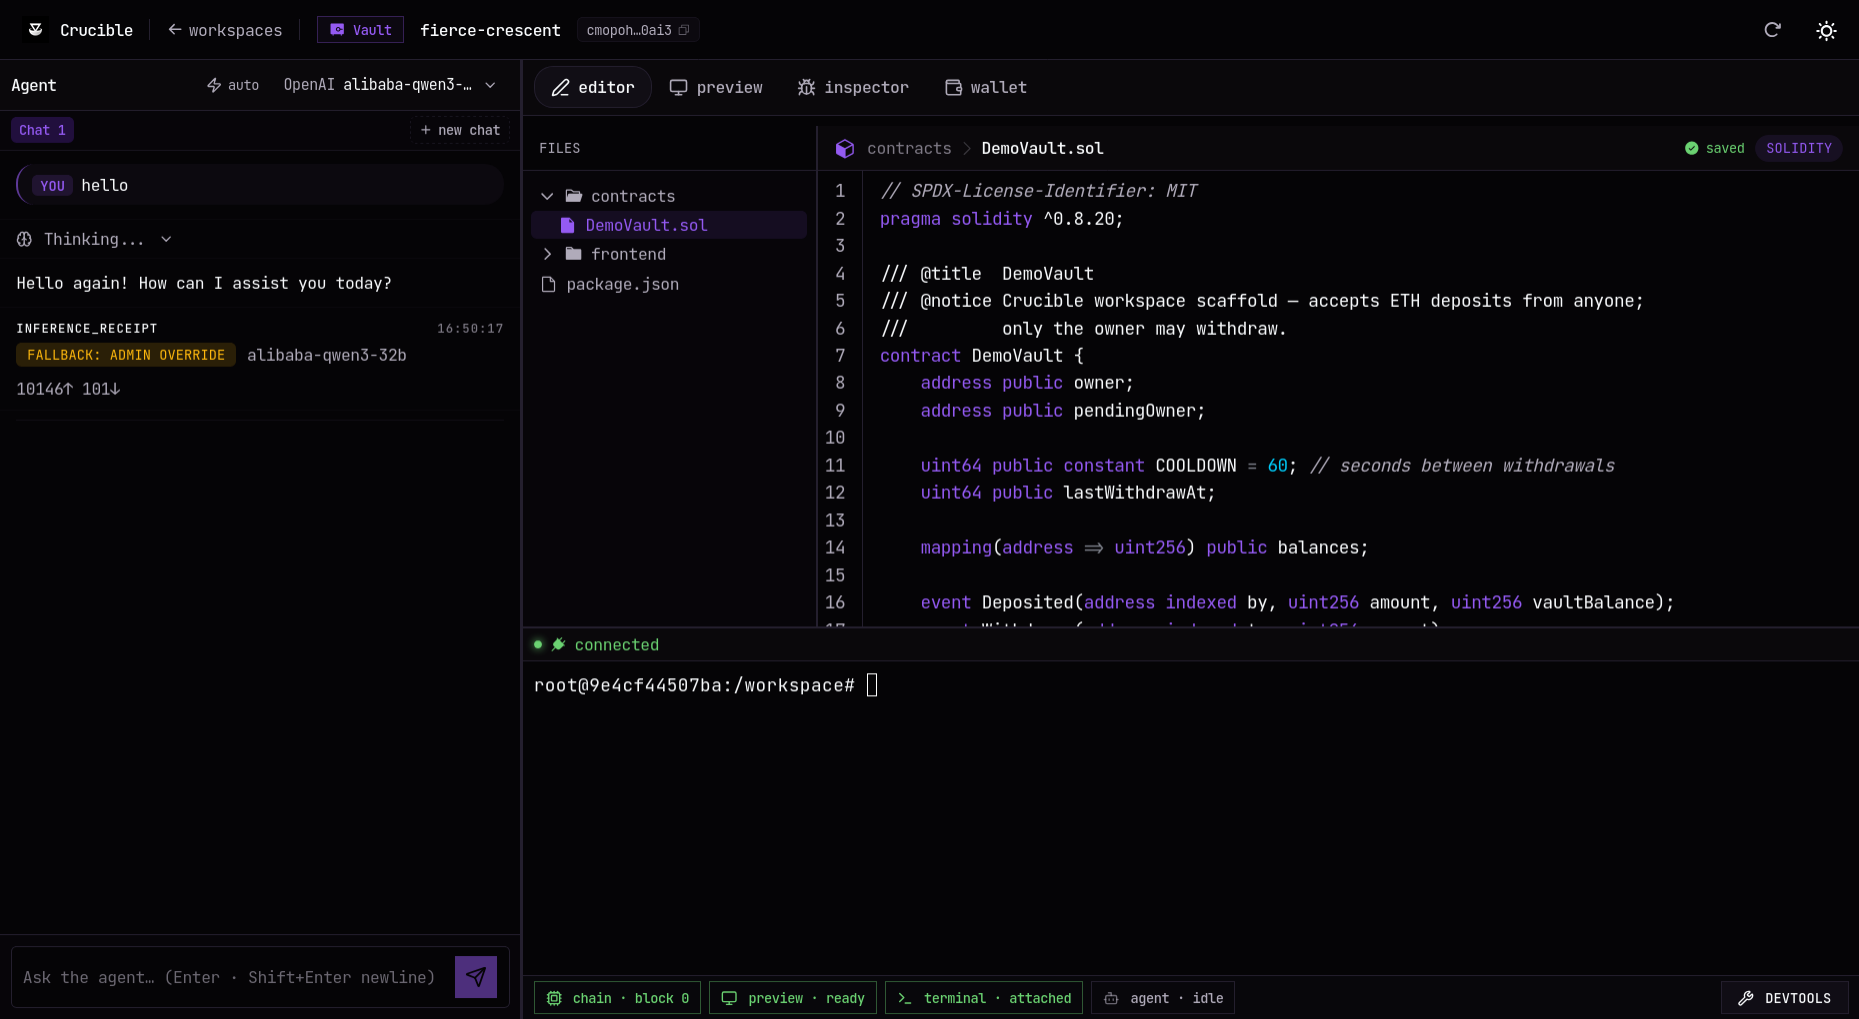 Crucible
← workspaces
Vault
fierce-crescent
cmopoh…0ai3
Agent
auto
OpenAI alibaba-qwen3-…
Chat 1
+ new chat
YOU hello
Thinking...
Hello again! How can I assist you today?
INFERENCE_RECEIPT 16:50:17
FALLBACK: ADMIN OVERRIDE alibaba-qwen3-32b
10146↑ 101↓
Ask the agent… (Enter · Shift+Enter newline)
editor
preview
inspector
wallet
FILES
contracts
DemoVault.sol
frontend
package.json
contracts > DemoVault.sol
saved
SOLIDITY
1 // SPDX-License-Identifier: MIT
2 pragma solidity ^0.8.20;
3
4 /// @title  DemoVault
5 /// @notice Crucible workspace scaffold — accepts ETH deposits from anyone;
6 ///         only the owner may withdraw.
7 contract DemoVault {
8     address public owner;
9     address public pendingOwner;
10
11     uint64 public constant COOLDOWN = 60; // seconds between withdrawals
12     uint64 public lastWithdrawAt;
13
14     mapping(address => uint256) public balances;
15
16     event Deposited(address indexed by, uint256 amount, uint256 vaultBalance);
connected
root@9e4cf44507ba:/workspace#
chain · block 0
preview · ready
terminal · attached
agent · idle
DEVTOOLS